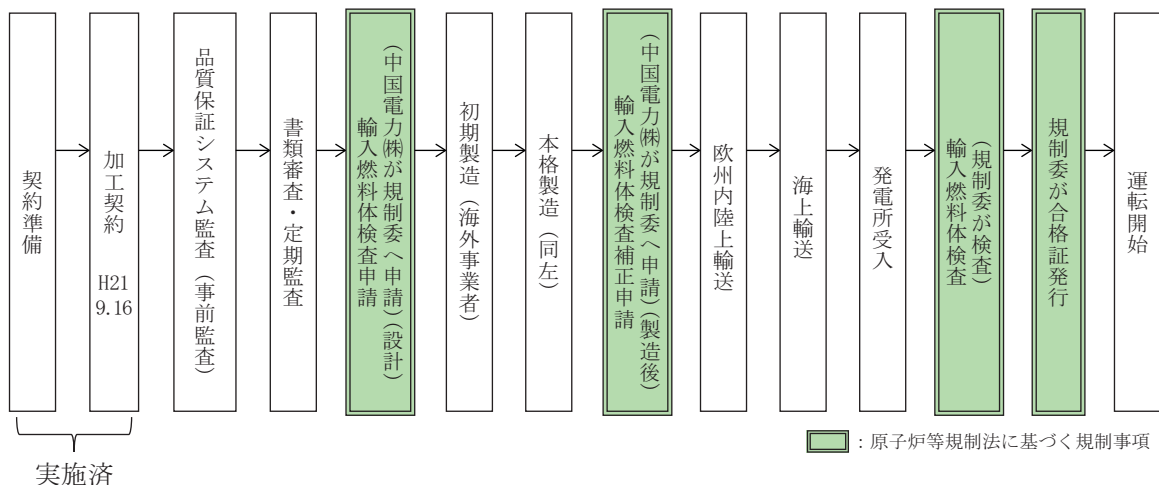 契約準備
加工契約 H21
9.16
品質保証システム監査（事前監査）
書類審査・定期監査
輸入燃料体検査申請
（中国電力㈱が規制委へ申請）（設計）
初期製造（海外事業者）
本格製造（同左）
輸入燃料体検査補正申請
（中国電力㈱が規制委へ申請）（製造後）
欧州内陸上輸送
海上輸送
発電所受入
輸入燃料体検査
（規制委が検査）
規制委が合格証発行
運転開始
：原子炉等規制法に基づく規制事項
実施済